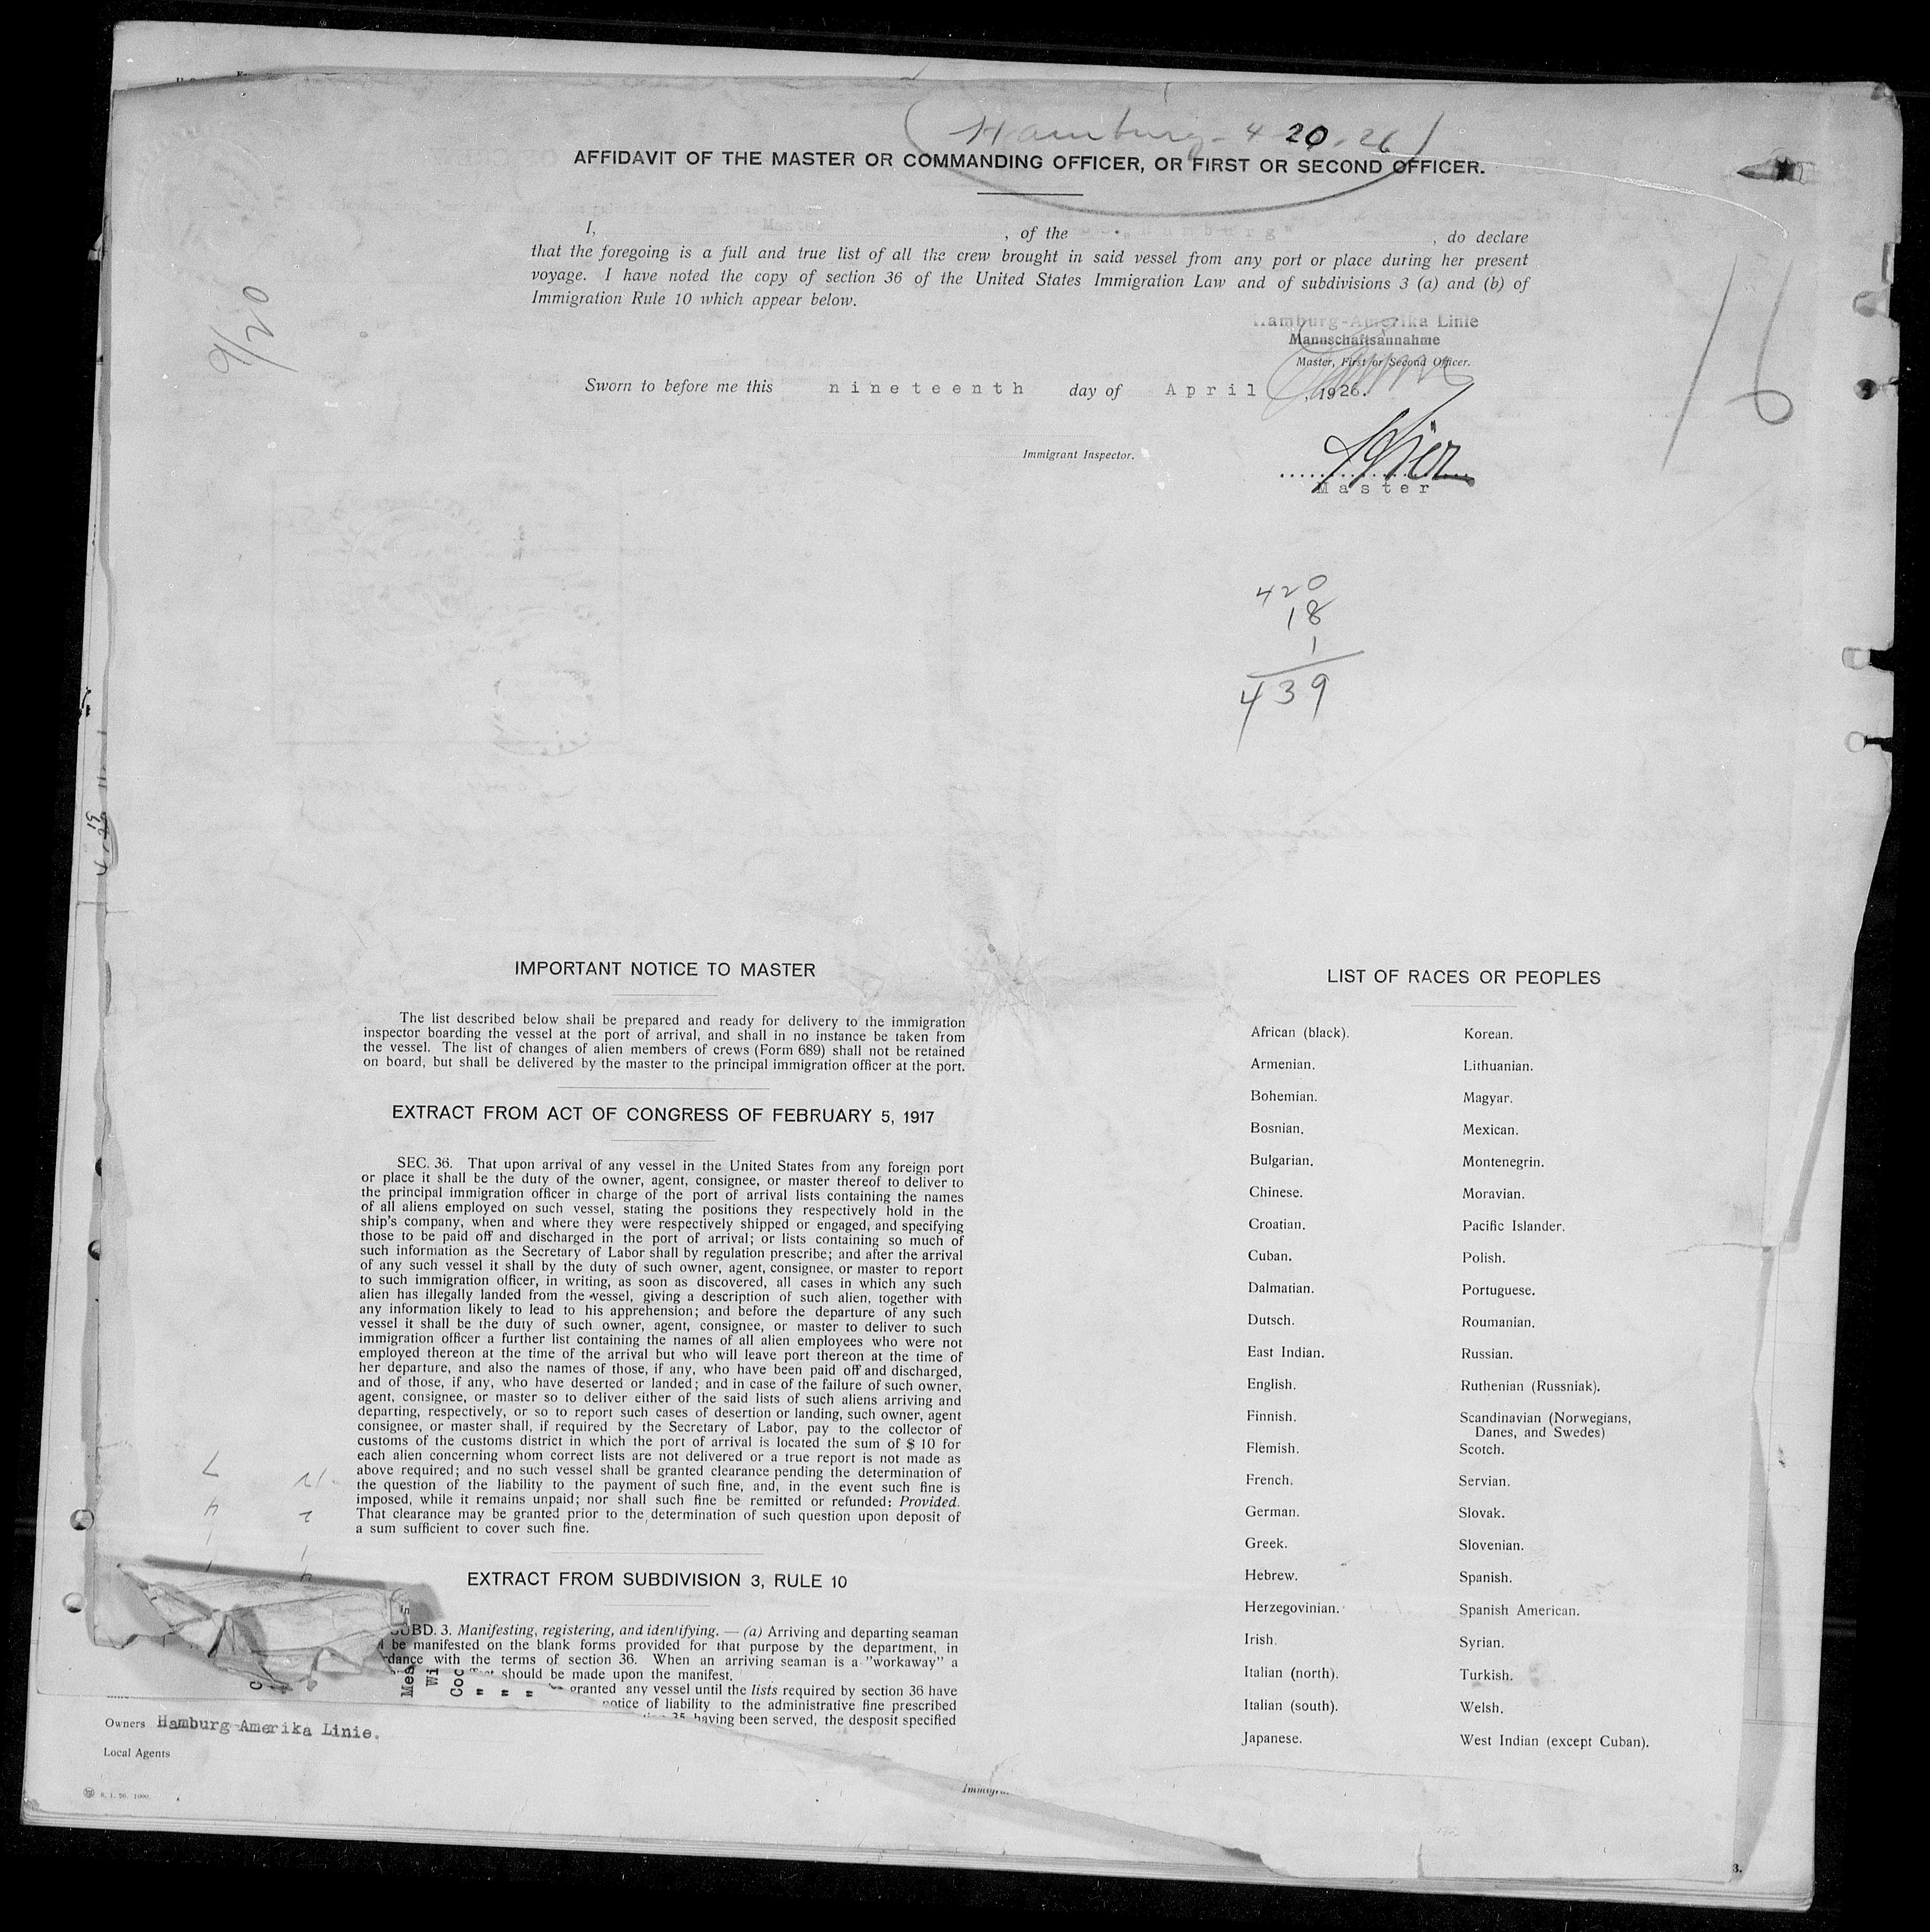 Hamburg - 4 20 - 26
AFFIDAVIT OF THE MASTER OR COMMANDING OFFICER, OR FIRST OR SECOND OFFICER.
I, Master, of the "Hamburg", do declare
that the foregoing is a full and true list of all the crew brought in said vessel from any port or place during her present
voyage. I have noted the copy of section 36 of the United States Immigration Law and of subdivisions 3 (a) and (b) of
Immigration Rule 10 which appear below.
4/20
16
Hamburg-Amerika Linie
Mannschaftsannahme
Master, First or Second Officer.
Sworn to before me this nineteenth day of April, 1926.
Immigrant Inspector.
Master
420
18
1
439
IMPORTANT NOTICE TO MASTER
The list described below shall be prepared and ready for delivery to the immigration
inspector boarding the vessel at the port of arrival, and shall in no instance be taken from
the vessel. The list of changes of alien members of crews (Form 689) shall not be retained
on board, but shall be delivered by the master to the principal immigration officer at the port.
EXTRACT FROM ACT OF CONGRESS OF FEBRUARY 5, 1917
SEC. 36. That upon arrival of any vessel in the United States from any foreign port
or place it shall be the duty of the owner, agent, consignee, or master thereof to deliver to
the principal immigration officer in charge of the port of arrival lists containing the names
of all aliens employed on such vessel, stating the positions they respectively hold in the
ship's company, when and where they were respectively shipped or engaged, and specifying
those to be paid off and discharged in the port of arrival; or lists containing so much of
such information as the Secretary of Labor shall by regulation prescribe; and after the arrival
of any such vessel it shall by the duty of such owner, agent, consignee, or master to report
to such immigration officer, in writing, as soon as discovered, all cases in which any such
alien has illegally landed from the vessel, giving a description of such alien, together with
any information likely to lead to his apprehension; and before the departure of any such
vessel it shall be the duty of such owner, agent, consignee, or master to deliver to such
immigration officer a further list containing the names of all alien employees who were not
employed thereon at the time of the arrival but who will leave port thereon at the time of
her departure, and also the names of those, if any, who have been paid off and discharged,
and of those, if any, who have deserted or landed; and in case of the failure of such owner,
agent, consignee, or master so to deliver either of the said lists of such aliens arriving and
departing, respectively, or so to report such cases of desertion or landing, such owner, agent
consignee, or master shall, if required by the Secretary of Labor, pay to the collector of
customs of the customs district in which the port of arrival is located the sum of $ 10 for
each alien concerning whom correct lists are not delivered or a true report is not made as
above required; and no such vessel shall be granted clearance pending the determination of
the question of the liability to the payment of such fine, and, in the event such fine is
imposed, while it remains unpaid; nor shall such fine be remitted or refunded: Provided.
That clearance may be granted prior to the determination of such question upon deposit of
a sum sufficient to cover such fine.
EXTRACT FROM SUBDIVISION 3, RULE 10
SUBD. 3. Manifesting, registering, and identifying. — (a) Arriving and departing seaman
be manifested on the blank forms provided for that purpose by the department, in
rdance with the terms of section 36. When an arriving seaman is a "workaway" a
should be made upon the manifest.
granted any vessel until the lists required by section 36 have
notice of liability to the administrative fine prescribed
35 having been served, the desposit specified
Mes
Wi
Coc
Owners Hamburg-Amerika Linie.
Local Agents
LIST OF RACES OR PEOPLES
African (black).
Armenian.
Bohemian.
Bosnian.
Bulgarian.
Chinese.
Croatian.
Cuban.
Dalmatian.
Dutsch.
East Indian.
English.
Finnish.
Flemish.
French.
German.
Greek.
Hebrew.
Herzegovinian.
Irish.
Italian (north).
Italian (south).
Japanese.
Korean.
Lithuanian.
Magyar.
Mexican.
Montenegrin.
Moravian.
Pacific Islander.
Polish.
Portuguese.
Roumanian.
Russian.
Ruthenian (Russniak).
Scandinavian (Norwegians,
Danes, and Swedes)
Scotch.
Servian.
Slovak.
Slovenian.
Spanish.
Spanish American.
Syrian.
Turkish.
Welsh.
West Indian (except Cuban).